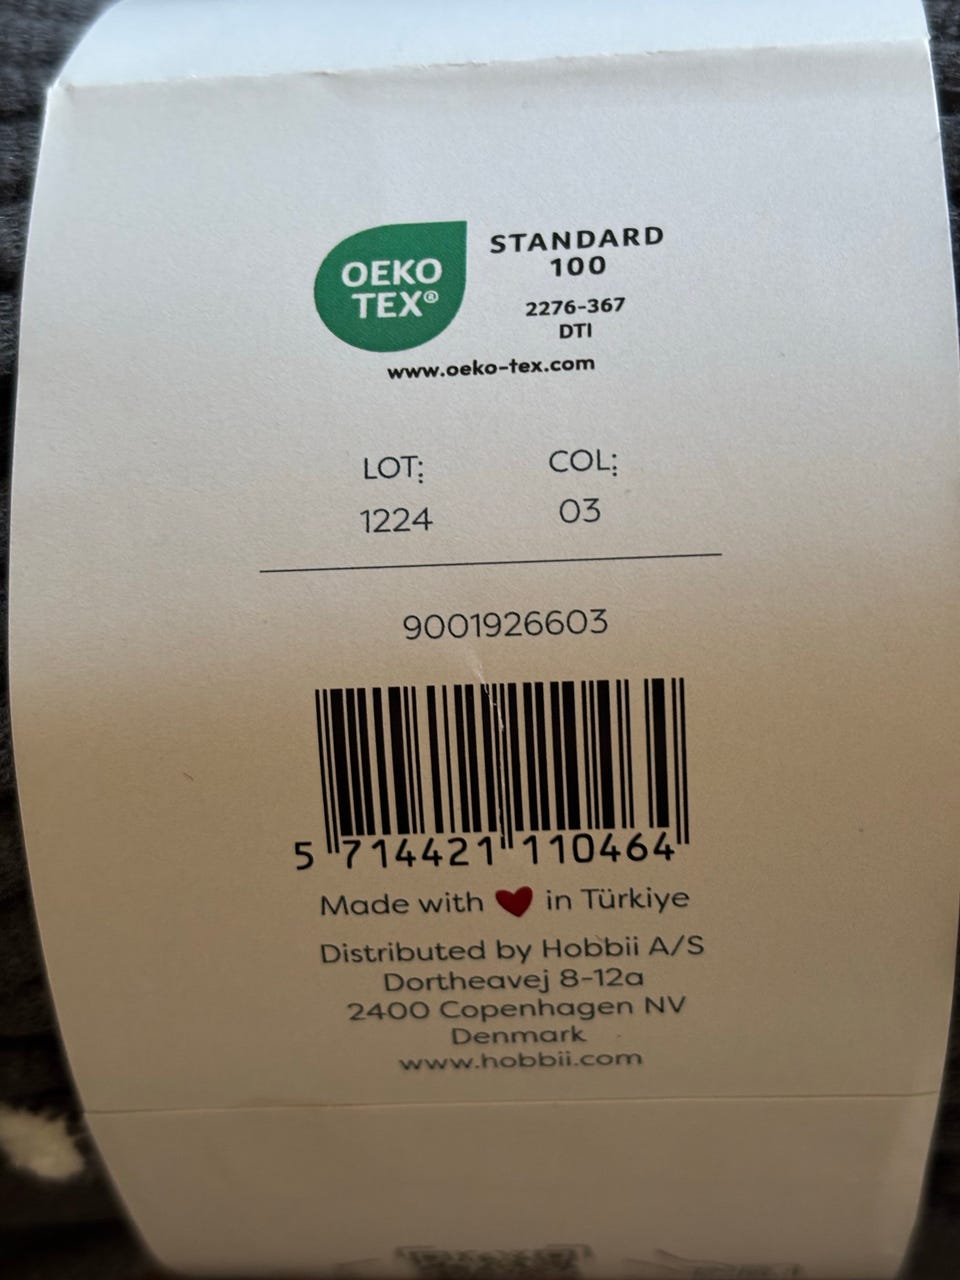 OEKO
TEX®
STANDARD
100
2276-367
DTI
www.oeko-tex.com
LOT: COL:
1224 03
9001926603
5 714421 110464
Made with ❤ in Türkiye
Distributed by Hobbii A/S
Dortheavej 8-12a
2400 Copenhagen NV
Denmark
www.hobbii.com